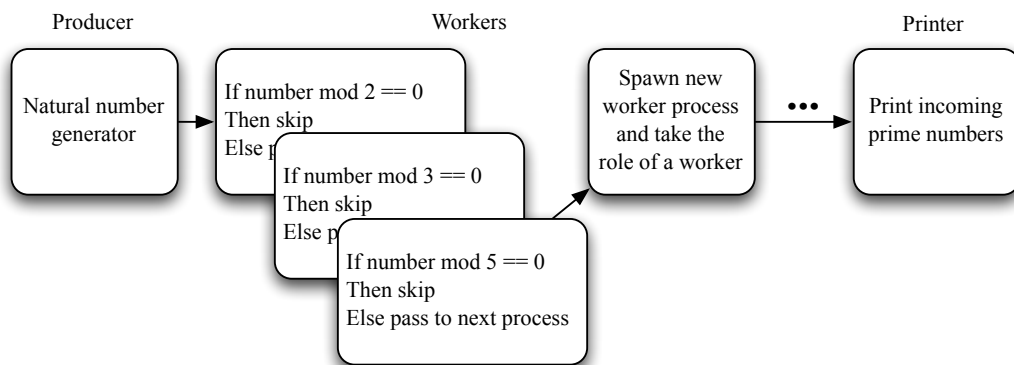 Producer
Workers
Printer
Natural number
generator
If number mod 2 == 0
Then skip
Else p
If number mod 3 == 0
Then skip
Else p
If number mod 5 == 0
Then skip
Else pass to next process
Spawn new
worker process
and take the
role of a worker
•••
Print incoming
prime numbers